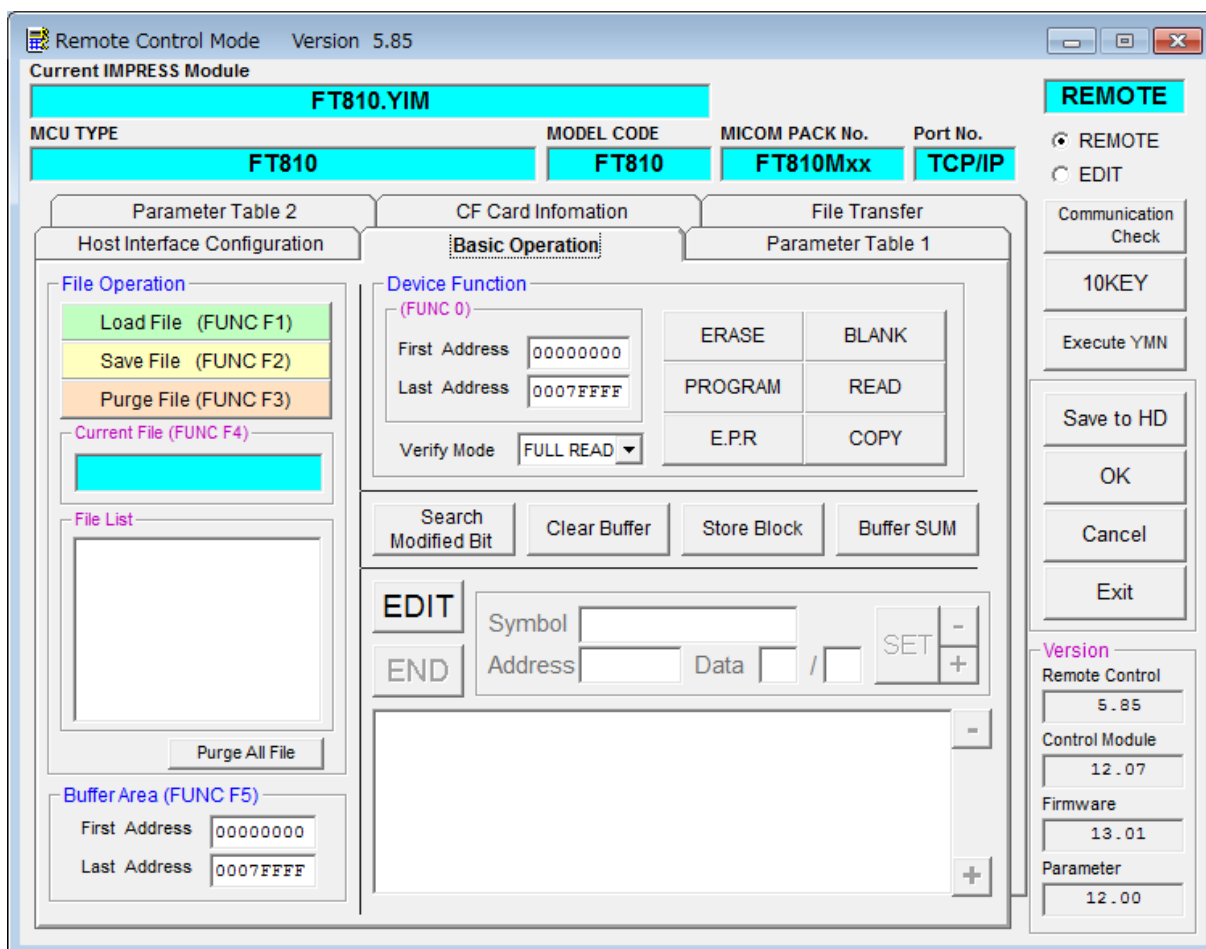 Remote Control Mode Version 5.85
Current IMPRESS Module
FT810.YIM
REMOTE
MCU TYPE
MODEL CODE
MICOM PACK No.
Port No.
FT810
FT810
FT810Mxx
TCP/IP
REMOTE
EDIT
Parameter Table 2
CF Card Infomation
File Transfer
Host Interface Configuration
Basic Operation
Parameter Table 1
Communication
Check
10KEY
Execute YMN
Save to HD
OK
Cancel
Exit
File Operation
Load File (FUNC F1)
Save File (FUNC F2)
Purge File (FUNC F3)
Current File (FUNC F4)
File List
Purge All File
Buffer Area (FUNC F5)
First Address 00000000
Last Address 0007FFFF
Device Function
(FUNC 0)
First Address 00000000
Last Address 0007FFFF
Verify Mode FULL READ
ERASE
BLANK
PROGRAM
READ
E.P.R
COPY
Search
Modified Bit
Clear Buffer
Store Block
Buffer SUM
EDIT
END
Symbol
Address
Data /
SET
-
+
-
+
Version
Remote Control
5.85
Control Module
12.07
Firmware
13.01
Parameter
12.00